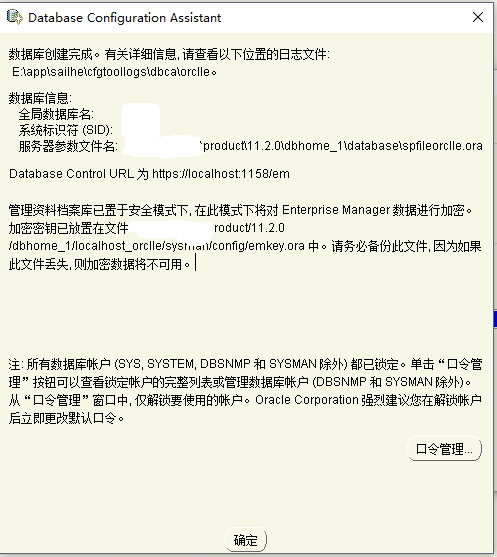 Database Configuration Assistant
数据库创建完成。有关详细信息, 请查看以下位置的日志文件:
E:\app\sailhe\cfgtoollogs\dbca\orclle。
数据库信息:
全局数据库名:
系统标识符 (SID):
服务器参数文件名: \product\11.2.0\dbhome_1\database\spfileorclle.ora
Database Control URL 为 https://localhost:1158/em
管理资料档案库已置于安全模式下, 在此模式下将对 Enterprise Manager 数据进行加密。
加密密钥已放置在文件 roduct/11.2.0
/dbhome_1/localhost_orclle/sysman/config/emkey.ora 中。请务必备份此文件, 因为如果
此文件丢失, 则加密数据将不可用。
注: 所有数据库帐户 (SYS, SYSTEM, DBSNMP 和 SYSMAN 除外) 都已锁定。单击“口令管
理”按钮可以查看锁定帐户的完整列表或管理数据库帐户 (DBSNMP 和 SYSMAN 除外)。
从“口令管理”窗口中, 仅解锁要使用的帐户。Oracle Corporation 强烈建议您在解锁帐户
后立即更改默认口令。
口令管理...
确定